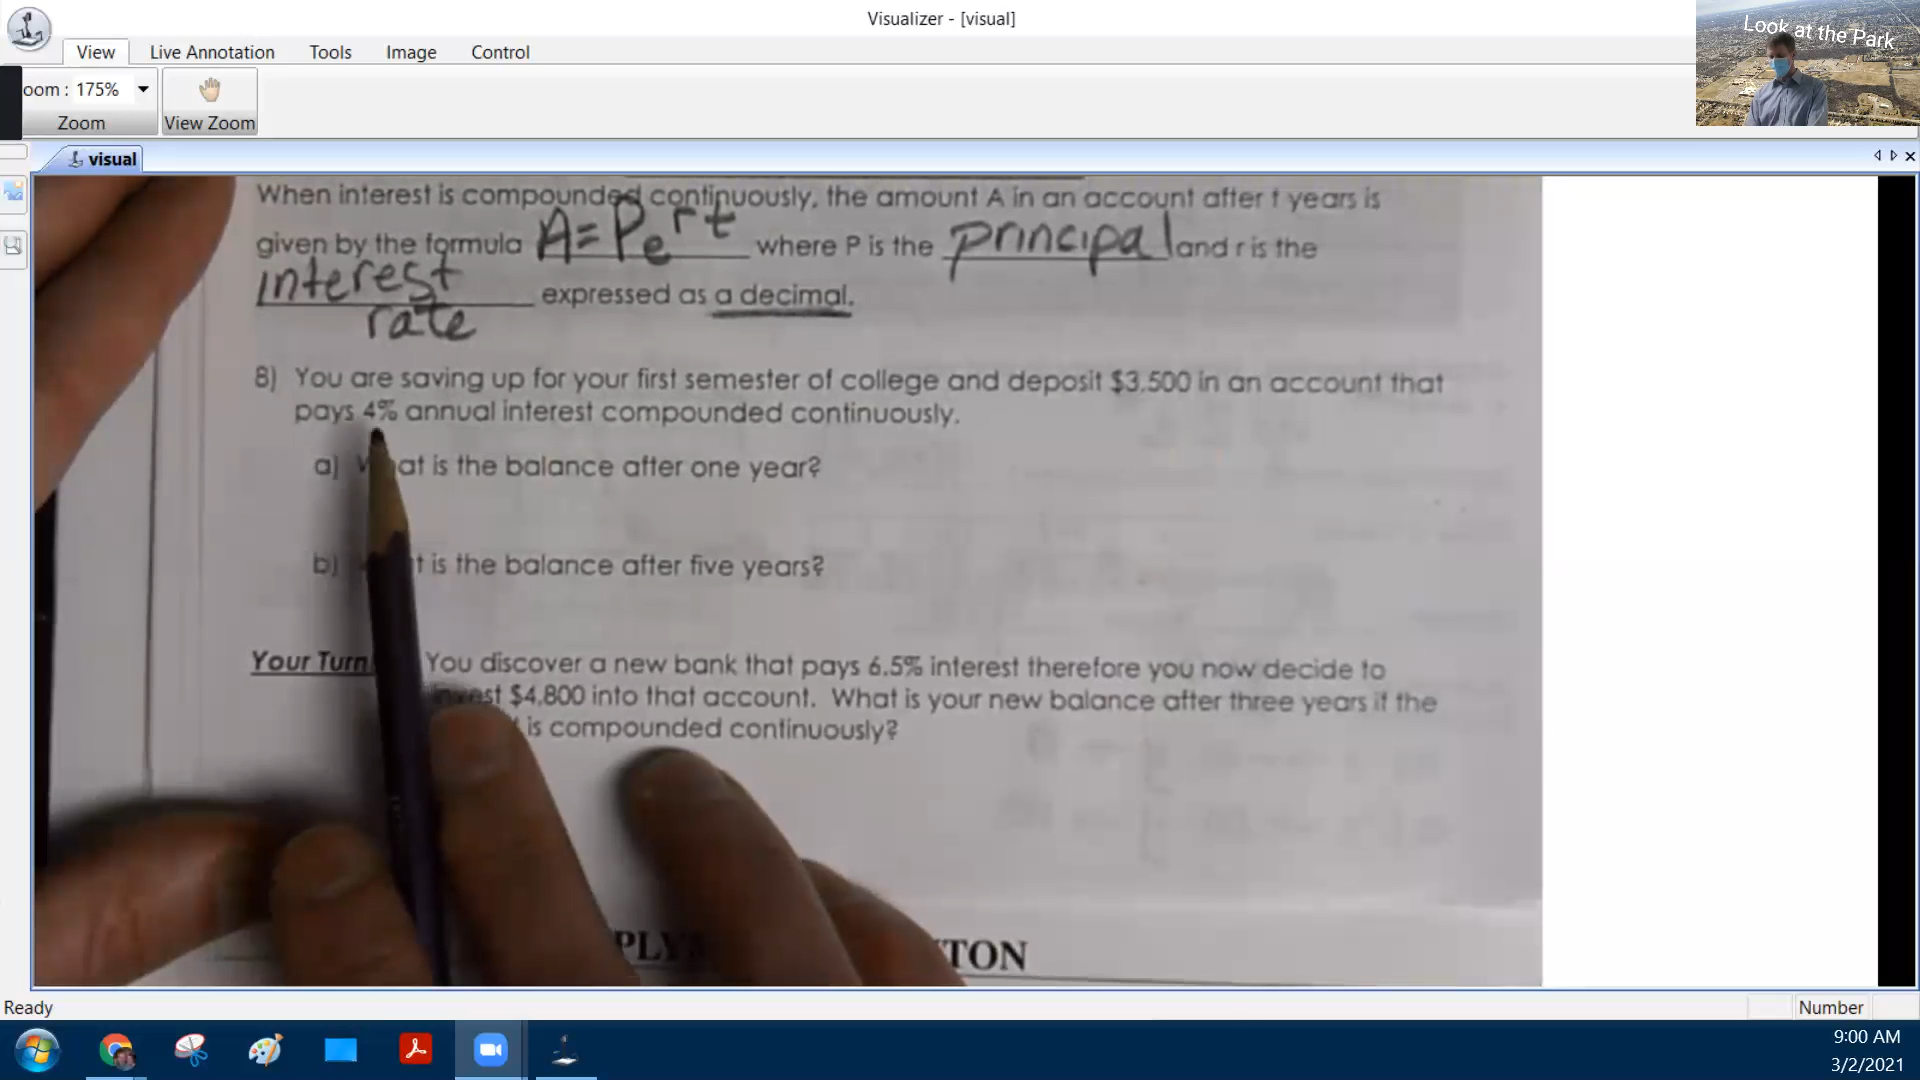 Visualizer - [visual]
Look at the Park
View Live Annotation Tools Image Control
oom : 175%
Zoom View Zoom
visual
When interest is compounded continuously, the amount A in an account after t years is
given by the formula A=Pe^rt where P is the principal and r is the
interest
rate expressed as a decimal.
8) You are saving up for your first semester of college and deposit $3,500 in an account that
pays 4% annual interest compounded continuously.
a) at is the balance after one year?
b) t is the balance after five years?
Your Turn You discover a new bank that pays 6.5% interest therefore you now decide to
$4,800 into that account. What is your new balance after three years if the
is compounded continuously?
PLY TON
Ready Number
9:00 AM
3/2/2021